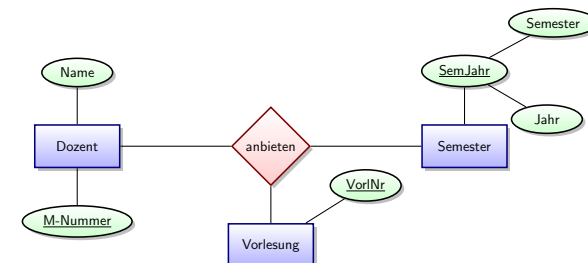 Semester
Name
SemJahr
Jahr
Dozent
anbieten
Semester
VorlNr
M-Nummer
Vorlesung